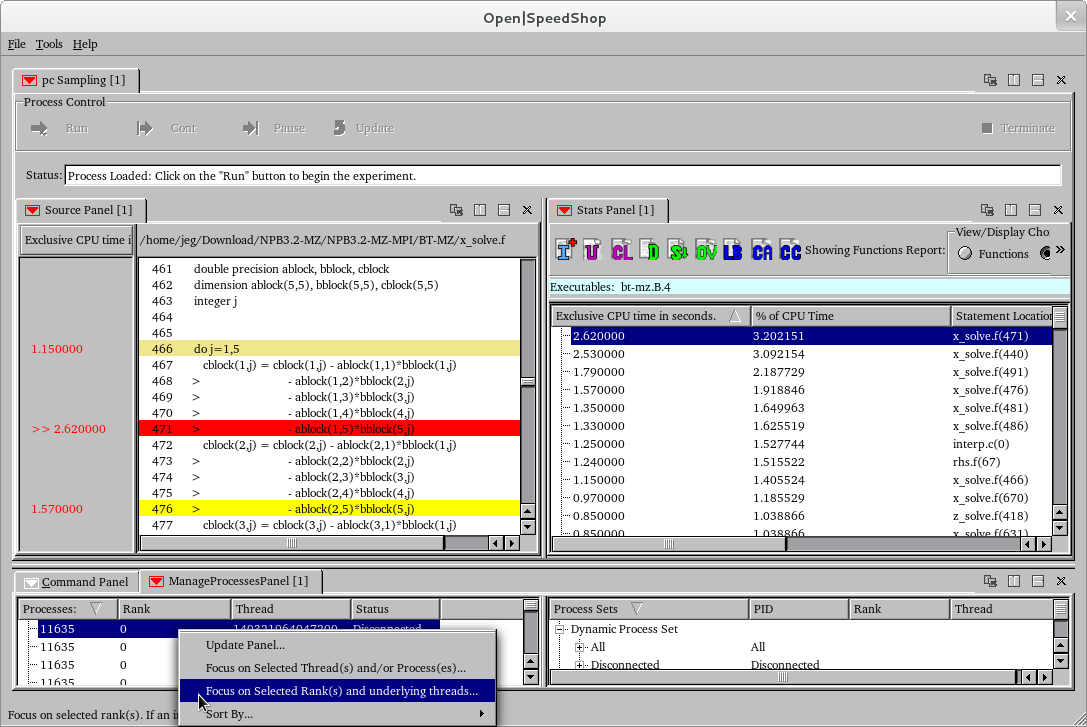 Open|SpeedShop
File Tools Help
pc Sampling [1]
Process Control
Run Cont Pause Update Terminate
Status: Process Loaded: Click on the "Run" button to begin the experiment.
Source Panel [1]
Exclusive CPU time i /home/jeg/Download/NPB3.2-MZ/NPB3.2-MZ-MPI/BT-MZ/x_solve.f
461 double precision ablock, bblock, cblock
462 dimension ablock(5,5), bblock(5,5), cblock(5,5)
463 integer j
464
465
1.150000 466 do j=1,5
467 cblock(1,j) = cblock(1,j) - ablock(1,1)*bblock(1,j)
468 > - ablock(1,2)*bblock(2,j)
469 > - ablock(1,3)*bblock(3,j)
470 > - ablock(1,4)*bblock(4,j)
>> 2.620000 471 > - ablock(1,5)*bblock(5,j)
472 cblock(2,j) = cblock(2,j) - ablock(2,1)*bblock(1,j)
473 > - ablock(2,2)*bblock(2,j)
474 > - ablock(2,3)*bblock(3,j)
475 > - ablock(2,4)*bblock(4,j)
1.570000 476 > - ablock(2,5)*bblock(5,j)
477 cblock(3,j) = cblock(3,j) - ablock(3,1)*bblock(1,j)
Stats Panel [1]
I U CL D S OV LB CA CC Showing Functions Report:
View/Display Cho
Functions
Executables: bt-mz.B.4
Exclusive CPU time in seconds. % of CPU Time Statement Location
2.620000 3.202151 x_solve.f(471)
2.530000 3.092154 x_solve.f(440)
1.790000 2.187729 x_solve.f(491)
1.570000 1.918846 x_solve.f(476)
1.350000 1.649963 x_solve.f(481)
1.330000 1.625519 x_solve.f(486)
1.250000 1.527744 interp.c(0)
1.240000 1.515522 rhs.f(67)
1.150000 1.405524 x_solve.f(466)
0.970000 1.185529 x_solve.f(670)
0.850000 1.038866 z_solve.f(418)
0.850000 1.038866 x_solve.f(631)
Command Panel ManageProcessesPanel [1]
Processes: Rank Thread Status
11635 0 140321964947200 Disconnected
11635 0
11635 0
11635 0
Update Panel...
Focus on Selected Thread(s) and/or Process(es)...
Focus on Selected Rank(s) and underlying threads...
Sort By...
Process Sets PID Rank Thread
Dynamic Process Set
All All
Disconnected Disconnected
Focus on selected rank(s). If an i